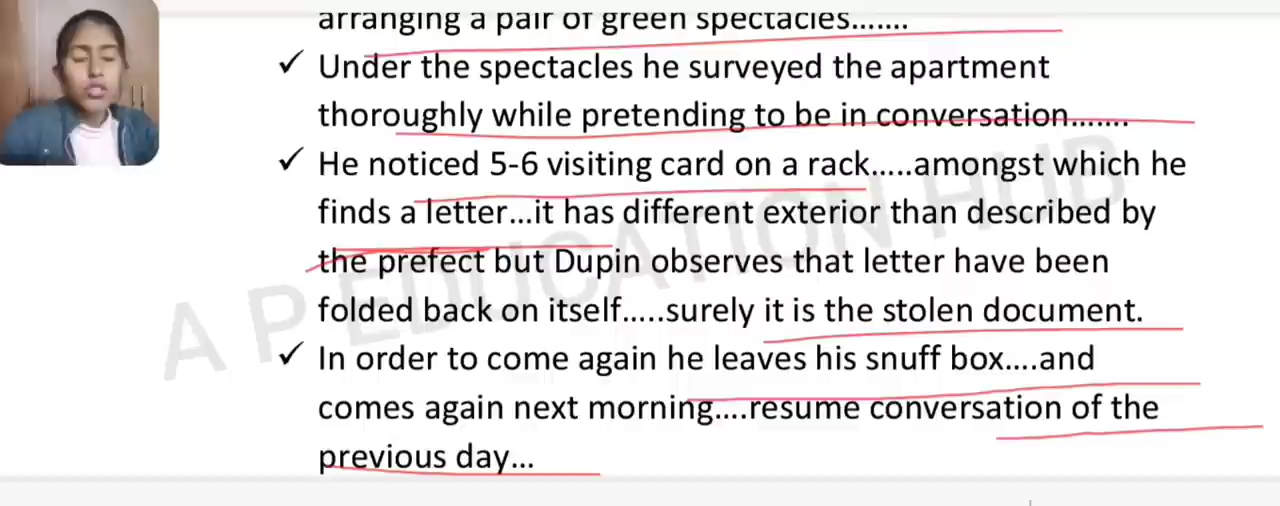 arranging a pair of green spectacles.......
✓ Under the spectacles he surveyed the apartment
thoroughly while pretending to be in conversation.......
✓ He noticed 5-6 visiting card on a rack.....amongst which he
finds a letter...it has different exterior than described by
the prefect but Dupin observes that letter have been
folded back on itself.....surely it is the stolen document.
✓ In order to come again he leaves his snuff box....and
comes again next morning....resume conversation of the
previous day...
A P EDUCATION HUB